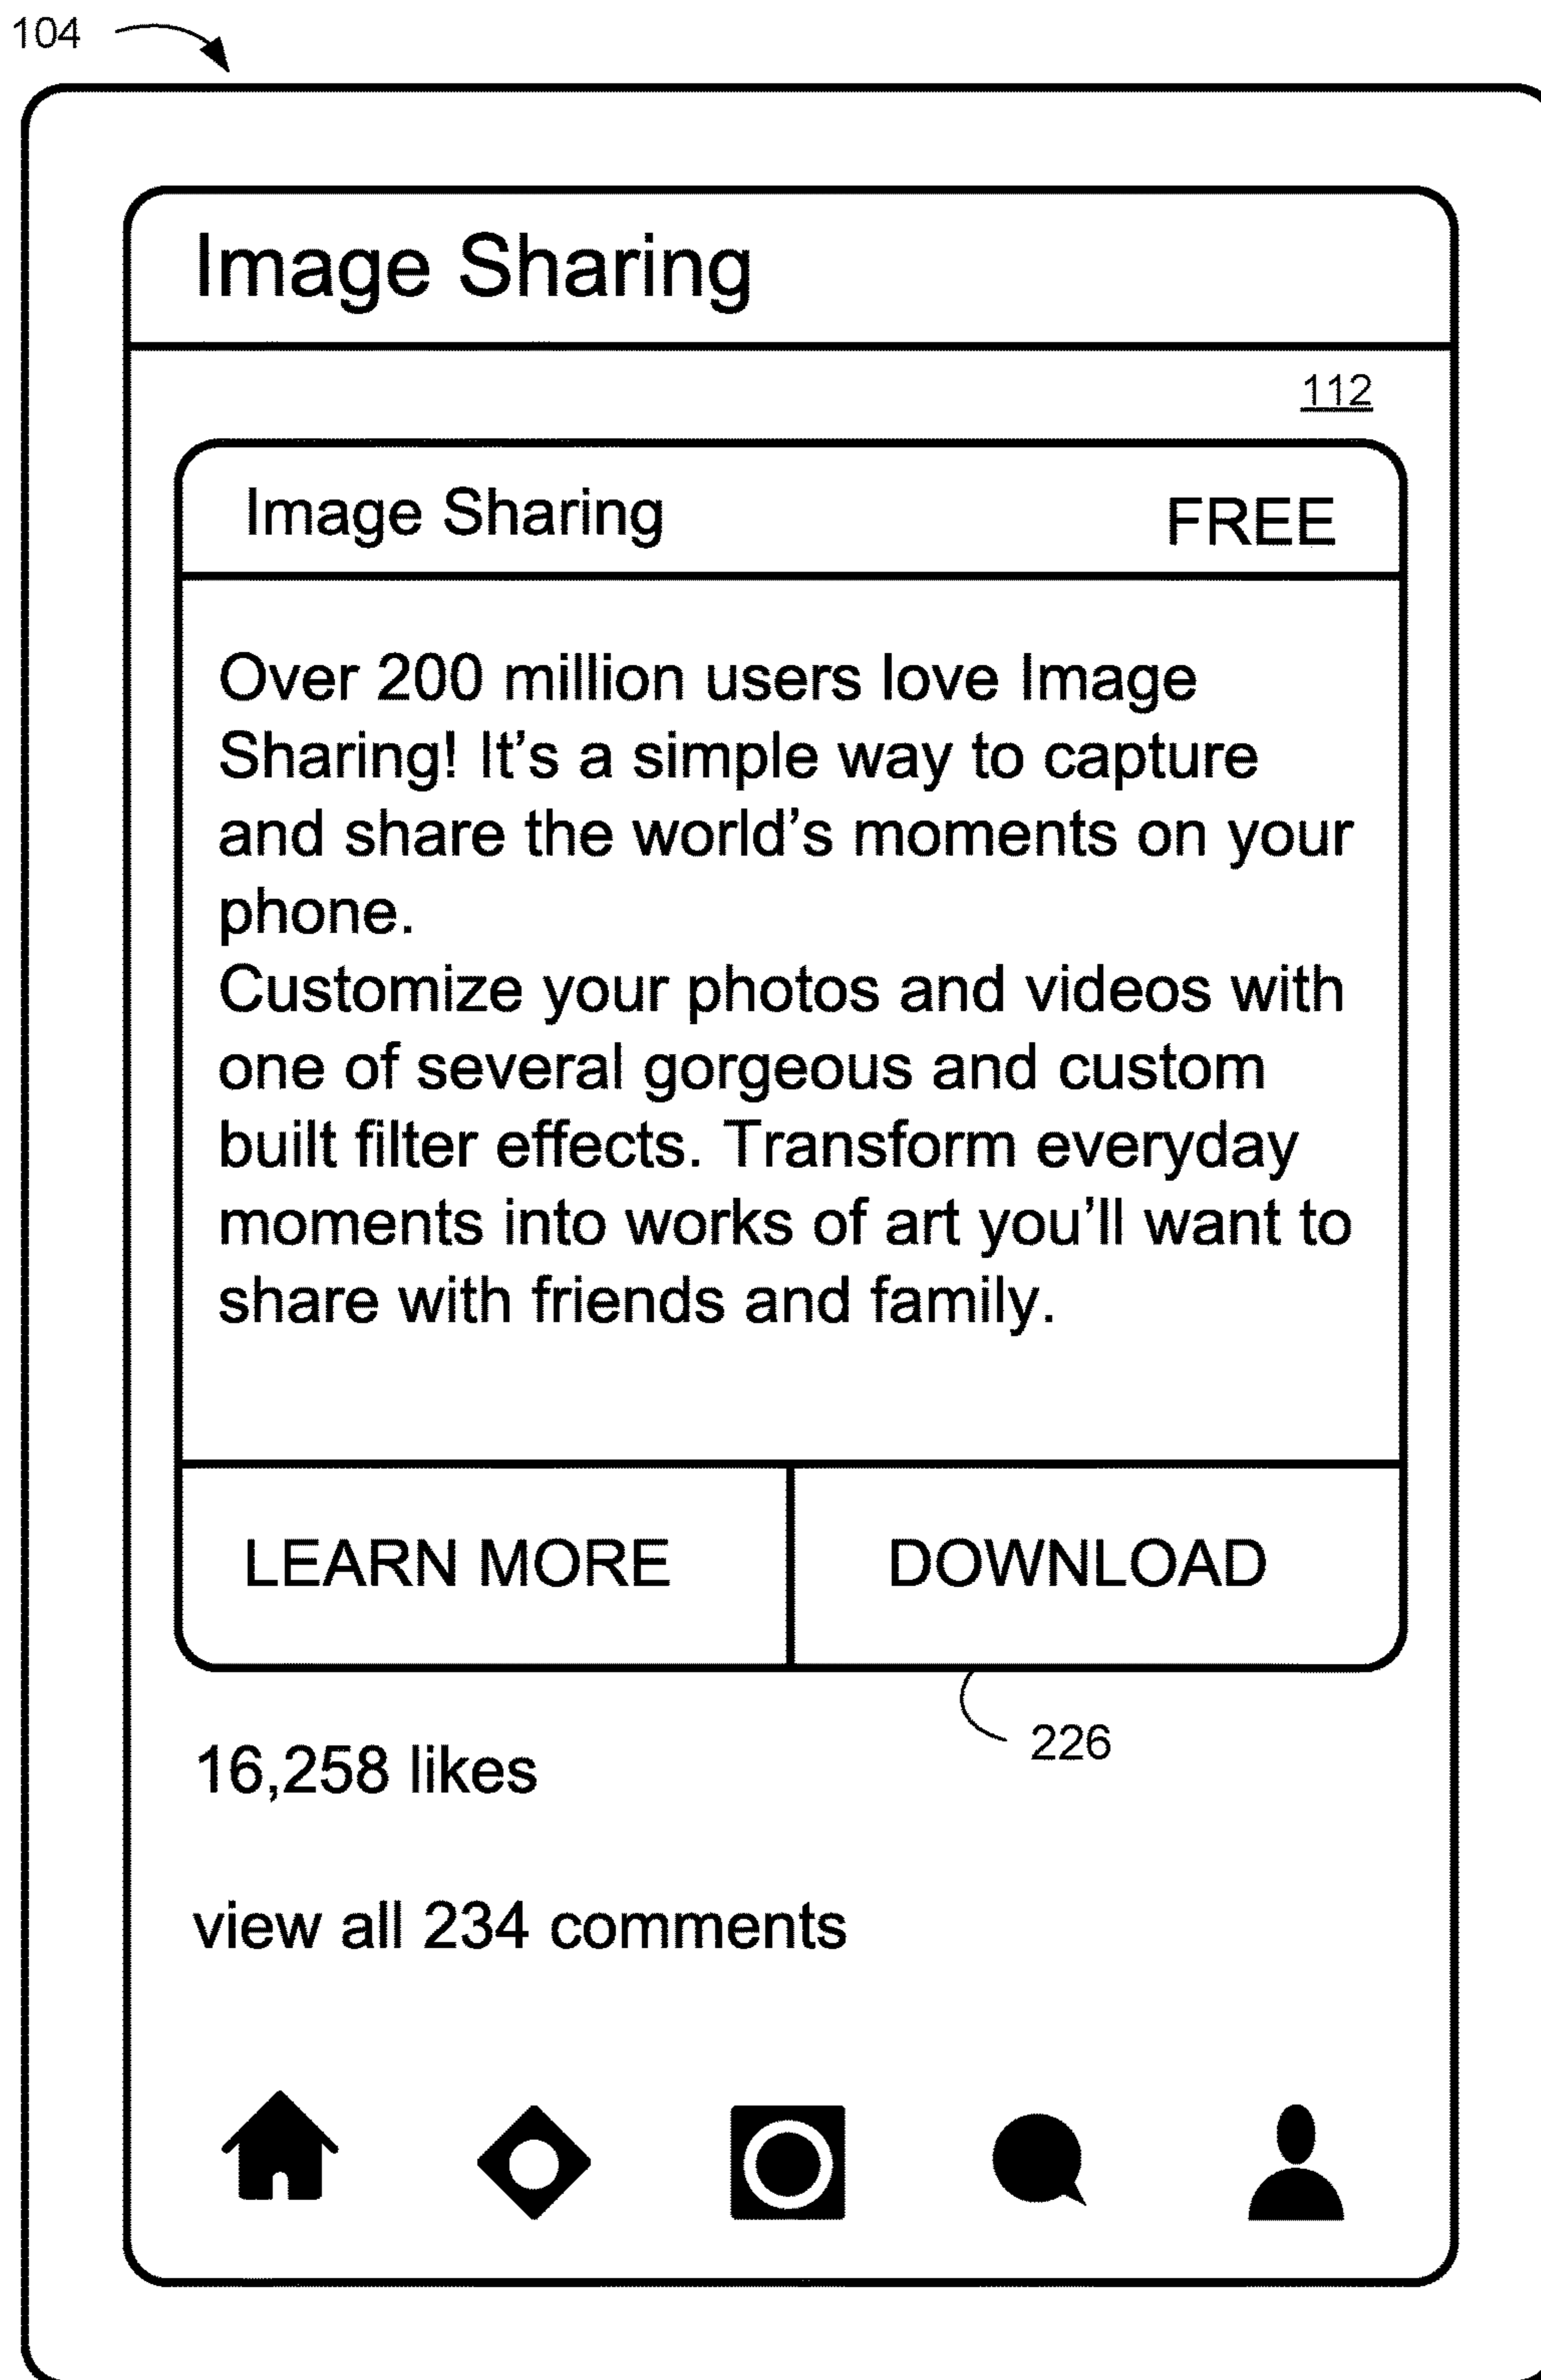 104
Image Sharing
112
Image Sharing FREE
Over 200 million users love Image
Sharing! It’s a simple way to capture
and share the world’s moments on your
phone.
Customize your photos and videos with
one of several gorgeous and custom
built filter effects. Transform everyday
moments into works of art you’ll want to
share with friends and family.
LEARN MORE DOWNLOAD
226
16,258 likes
view all 234 comments